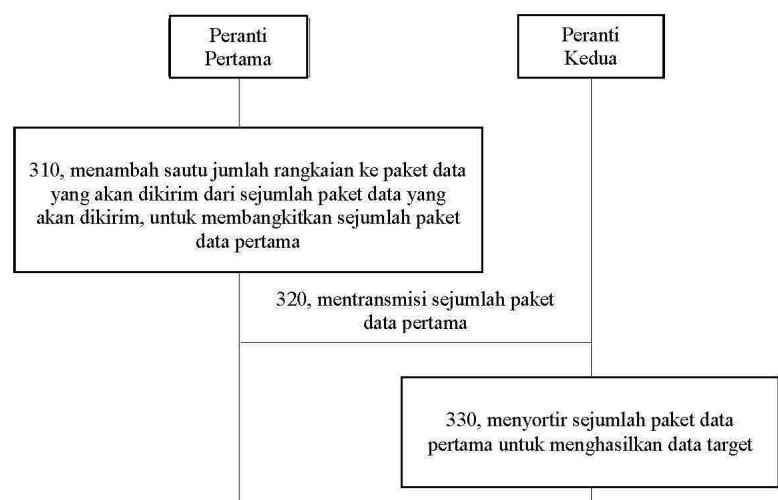 Peranti
Pertama
Peranti
Kedua
310, menambah sautu jumlah rangkaian ke paket data
yang akan dikirim dari sejumlah paket data yang
akan dikirim, untuk membangkitkan sejumlah paket
data pertama
320, mentransmisi sejumlah paket
data pertama
330, menyortir sejumlah paket data
pertama untuk menghasilkan data target